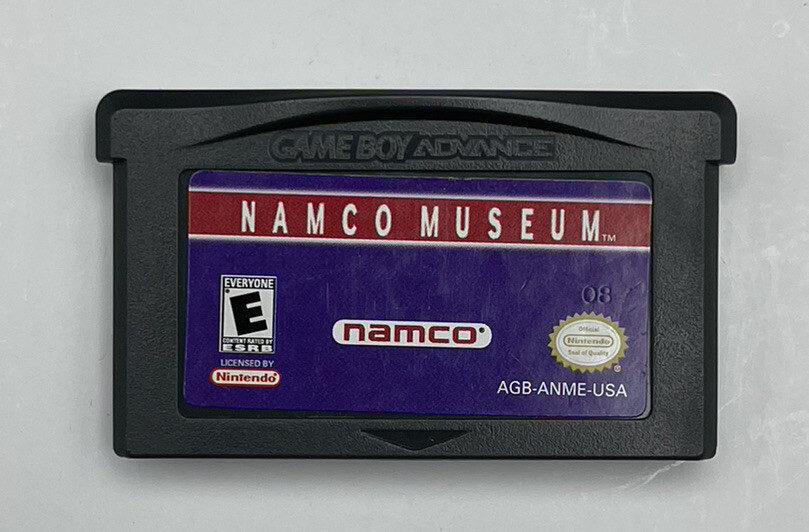 GAME BOY ADVANCE
NAMCO MUSEUM™
EVERYONE
E
CONTENT RATED BY
ESRB
LICENSED BY
Nintendo®
namco®
08
Official
Nintendo
Seal of Quality
®
AGB-ANME-USA